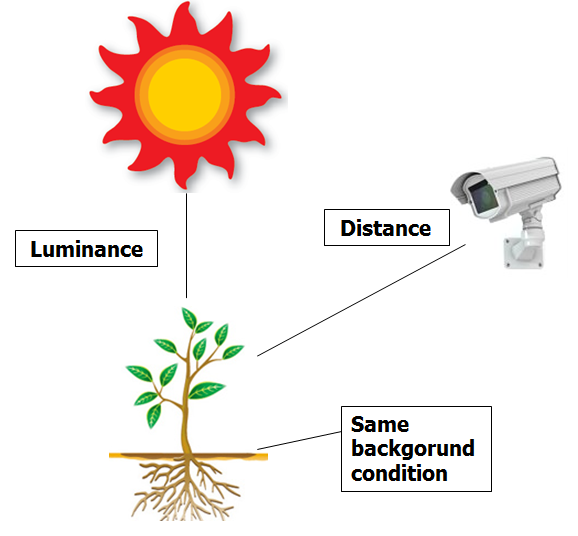 Distance
Luminance
Same
backgorund
condition